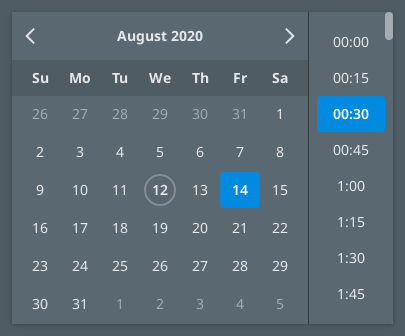 August 2020
Su Mo Tu We Th Fr Sa
26 27 28 29 30 31 1
2 3 4 5 6 7 8
9 10 11 12 13 14 15
16 17 18 19 20 21 22
23 24 25 26 27 28 29
30 31 1 2 3 4 5
00:00
00:15
00:30
00:45
1:00
1:15
1:30
1:45